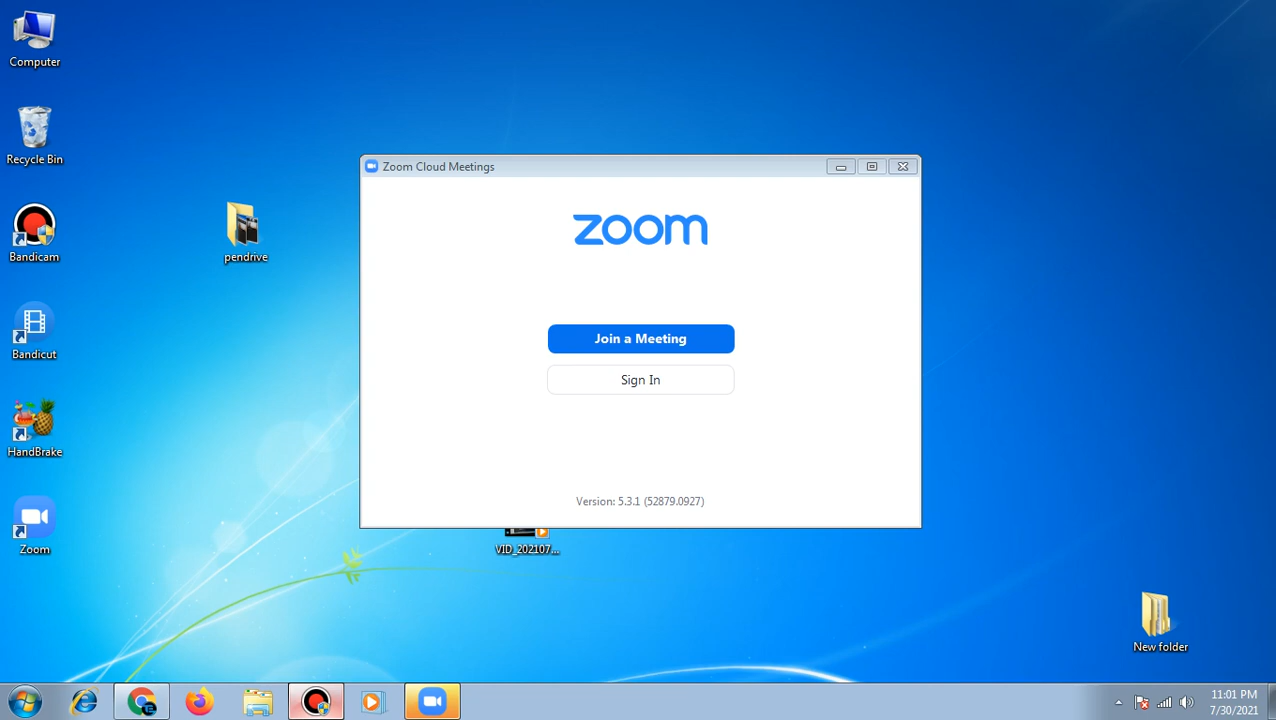 Computer
Recycle Bin
Bandicam
pendrive
Bandicut
HandBrake
Zoom
Zoom Cloud Meetings
zoom
Join a Meeting
Sign In
Version: 5.3.1 (52879.0927)
VID_202107...
New folder
11:01 PM
7/30/2021